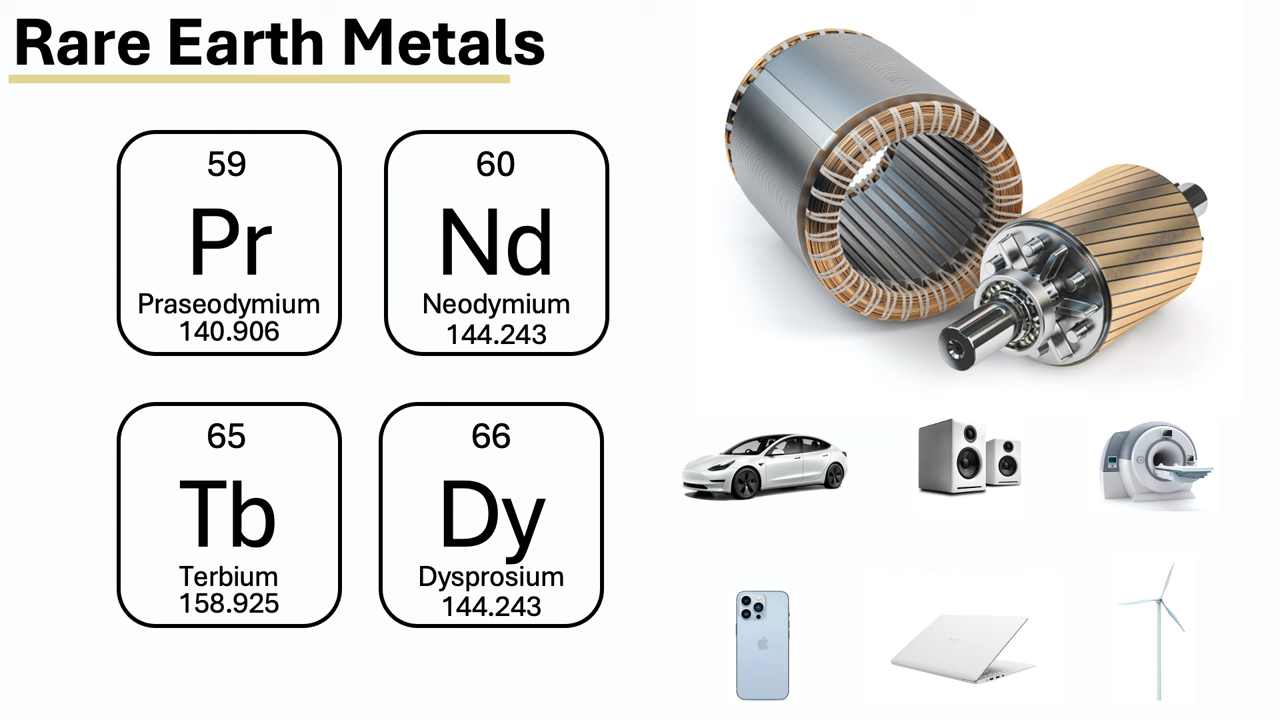 Rare Earth Metals
59
Pr
Praseodymium
140.906
60
Nd
Neodymium
144.243
65
Tb
Terbium
158.925
66
Dy
Dysprosium
144.243